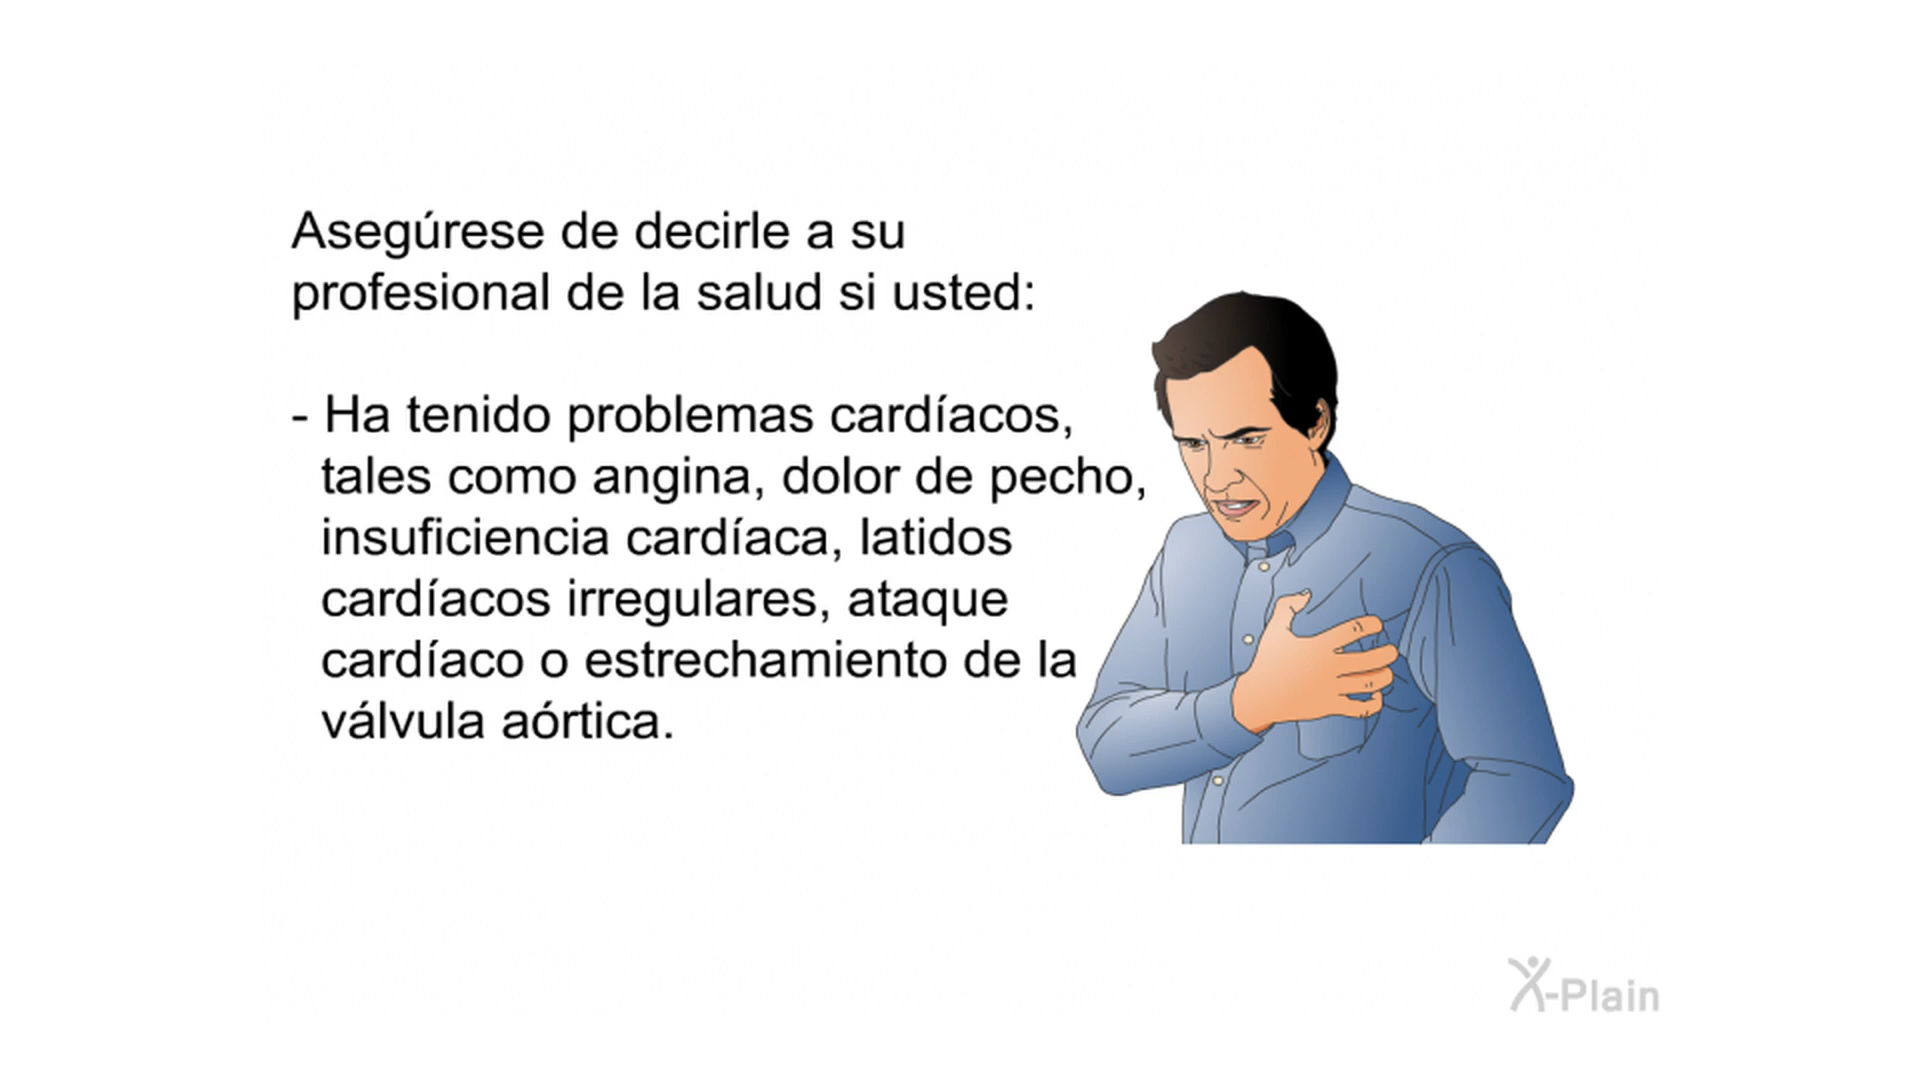 Asegúrese de decirle a su
profesional de la salud si usted:
- Ha tenido problemas cardíacos,
tales como angina, dolor de pecho,
insuficiencia cardíaca, latidos
cardíacos irregulares, ataque
cardíaco o estrechamiento de la
válvula aórtica.
X-Plain